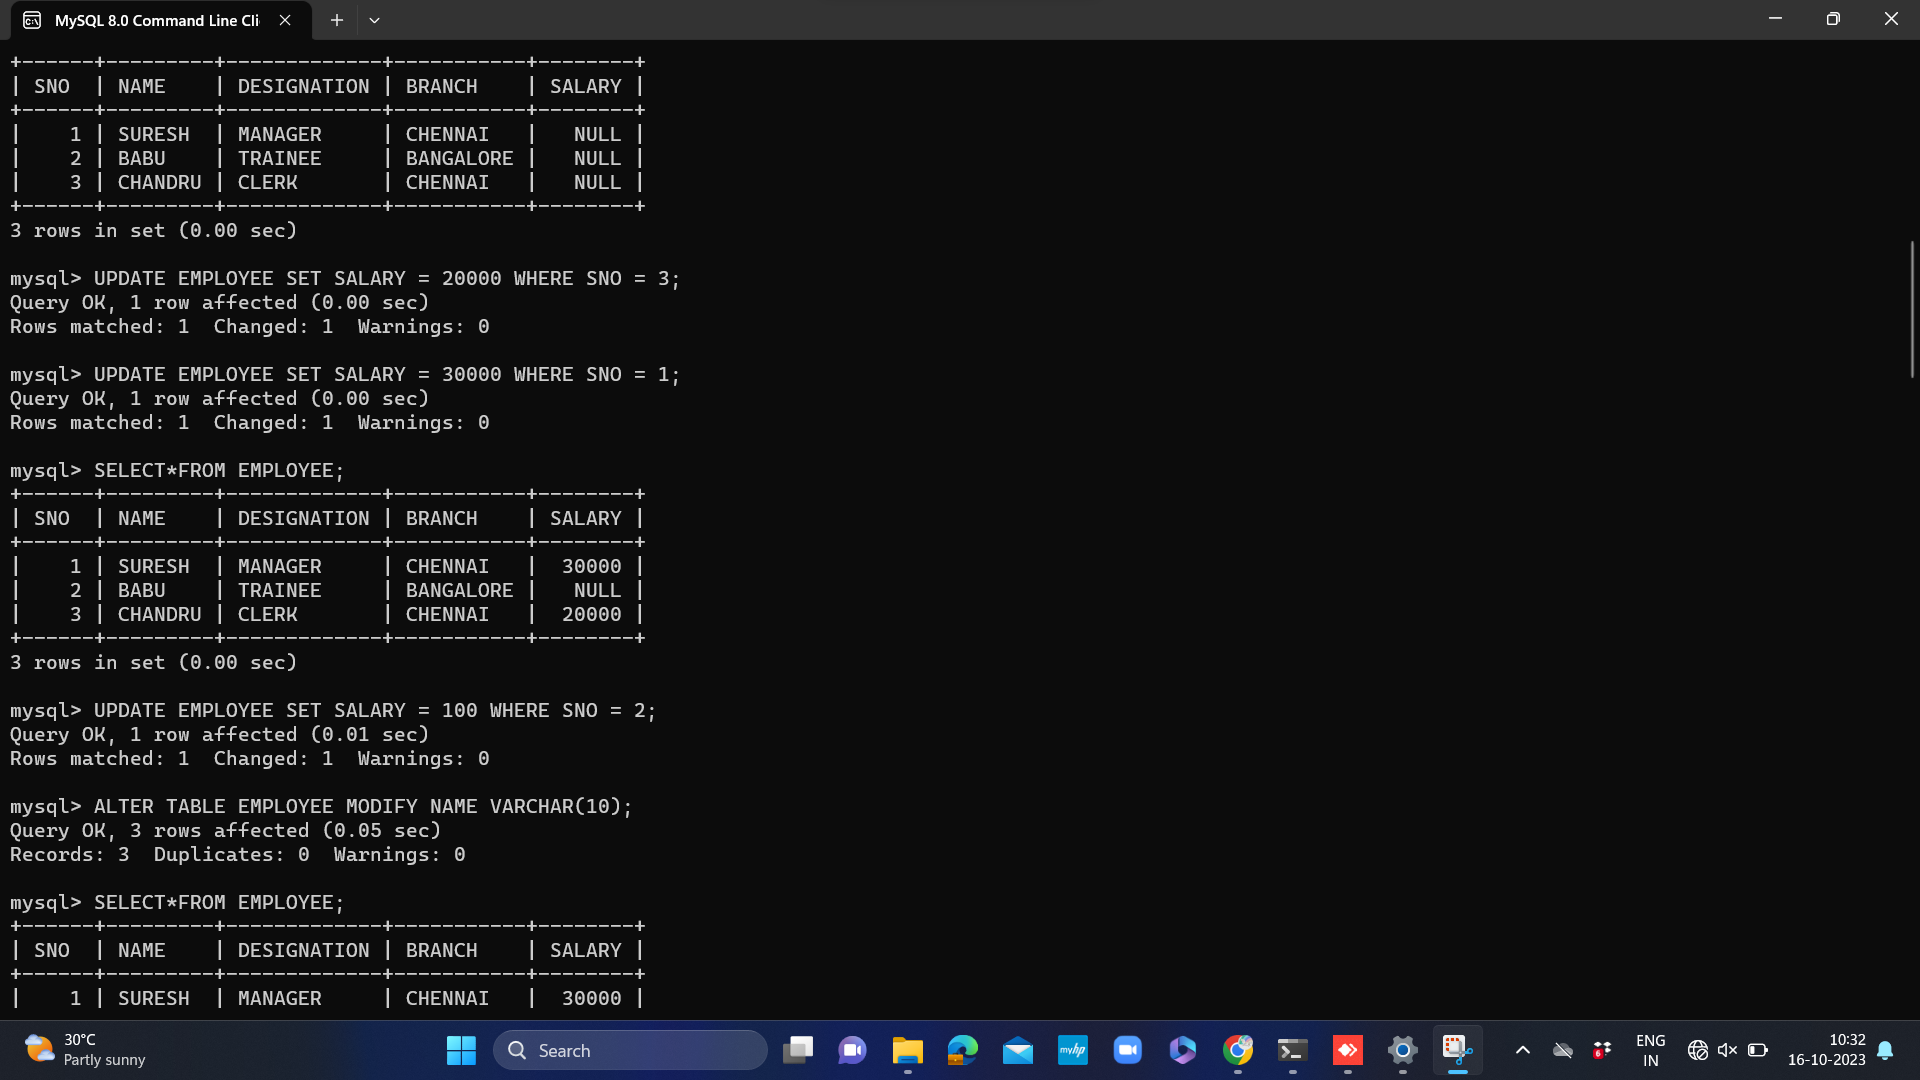 MySQL 8.0 Command Line Cli
+------+---------+-------------+-----------+--------+
| SNO  | NAME    | DESIGNATION | BRANCH    | SALARY |
+------+---------+-------------+-----------+--------+
|    1 | SURESH  | MANAGER     | CHENNAI   |   NULL |
|    2 | BABU    | TRAINEE     | BANGALORE |   NULL |
|    3 | CHANDRU | CLERK       | CHENNAI   |   NULL |
+------+---------+-------------+-----------+--------+
3 rows in set (0.00 sec)
mysql> UPDATE EMPLOYEE SET SALARY = 20000 WHERE SNO = 3;
Query OK, 1 row affected (0.00 sec)
Rows matched: 1  Changed: 1  Warnings: 0
mysql> UPDATE EMPLOYEE SET SALARY = 30000 WHERE SNO = 1;
Query OK, 1 row affected (0.00 sec)
Rows matched: 1  Changed: 1  Warnings: 0
mysql> SELECT*FROM EMPLOYEE;
+------+---------+-------------+-----------+--------+
| SNO  | NAME    | DESIGNATION | BRANCH    | SALARY |
+------+---------+-------------+-----------+--------+
|    1 | SURESH  | MANAGER     | CHENNAI   |  30000 |
|    2 | BABU    | TRAINEE     | BANGALORE |   NULL |
|    3 | CHANDRU | CLERK       | CHENNAI   |  20000 |
+------+---------+-------------+-----------+--------+
3 rows in set (0.00 sec)
mysql> UPDATE EMPLOYEE SET SALARY = 100 WHERE SNO = 2;
Query OK, 1 row affected (0.01 sec)
Rows matched: 1  Changed: 1  Warnings: 0
mysql> ALTER TABLE EMPLOYEE MODIFY NAME VARCHAR(10);
Query OK, 3 rows affected (0.05 sec)
Records: 3  Duplicates: 0  Warnings: 0
mysql> SELECT*FROM EMPLOYEE;
+------+---------+-------------+-----------+--------+
| SNO  | NAME    | DESIGNATION | BRANCH    | SALARY |
+------+---------+-------------+-----------+--------+
|    1 | SURESH  | MANAGER     | CHENNAI   |  30000 |
30°C
Partly sunny
Search
myhp
6
ENG
IN
10:32
16-10-2023